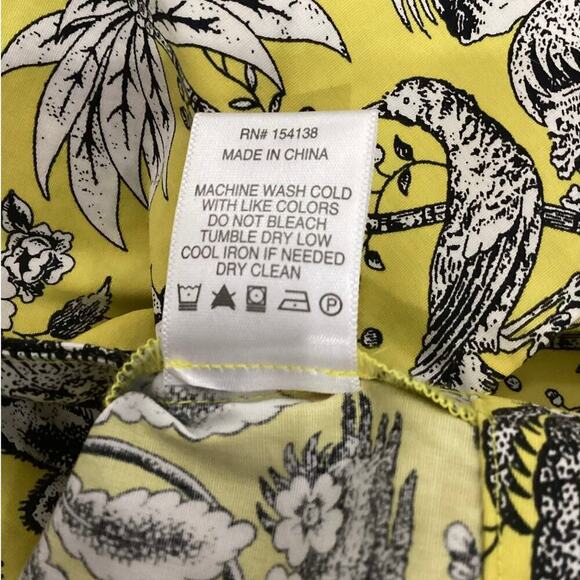 RN# 154138
MADE IN CHINA
MACHINE WASH COLD
WITH LIKE COLORS
DO NOT BLEACH
TUMBLE DRY LOW
COOL IRON IF NEEDED
DRY CLEAN
P